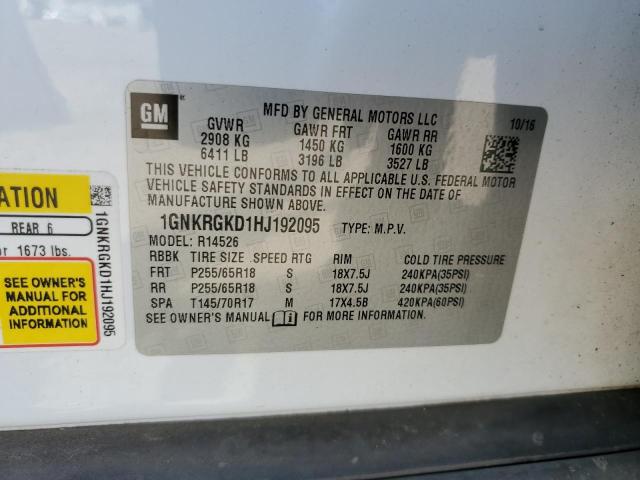 GM
MFD BY GENERAL MOTORS LLC
10/16
GVWR GAWR FRT GAWR RR
2908 KG 1450 KG 1600 KG
6411 LB 3196 LB 3527 LB
THIS VEHICLE CONFORMS TO ALL APPLICABLE U.S. FEDERAL MOTOR
VEHICLE SAFETY STANDARDS IN EFFECT ON THE DATE OF
MANUFACTURE SHOWN ABOVE.
1GNKRGKD1HJ192095 TYPE: M.P.V.
MODEL: R14526
RBBK TIRE SIZE SPEED RTG RIM COLD TIRE PRESSURE
FRT P255/65R18 S 18X7.5J 240KPA(35PSI)
RR P255/65R18 S 18X7.5J 240KPA(35PSI)
SPA T145/70R17 M 17X4.5B 420KPA(60PSI)
SEE OWNER'S MANUAL FOR MORE INFORMATION
REAR 6
or 1673 lbs.
SEE OWNER'S
MANUAL FOR
ADDITIONAL
INFORMATION
1GNKRGKD1HJ192095